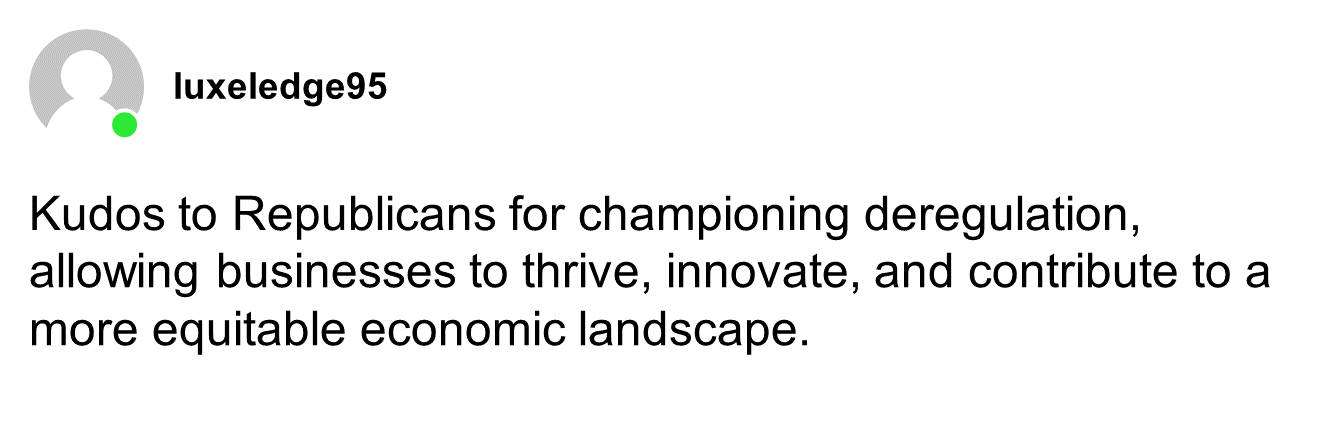 luxeledge95
Kudos to Republicans for championing deregulation,
allowing businesses to thrive, innovate, and contribute to a
more equitable economic landscape.